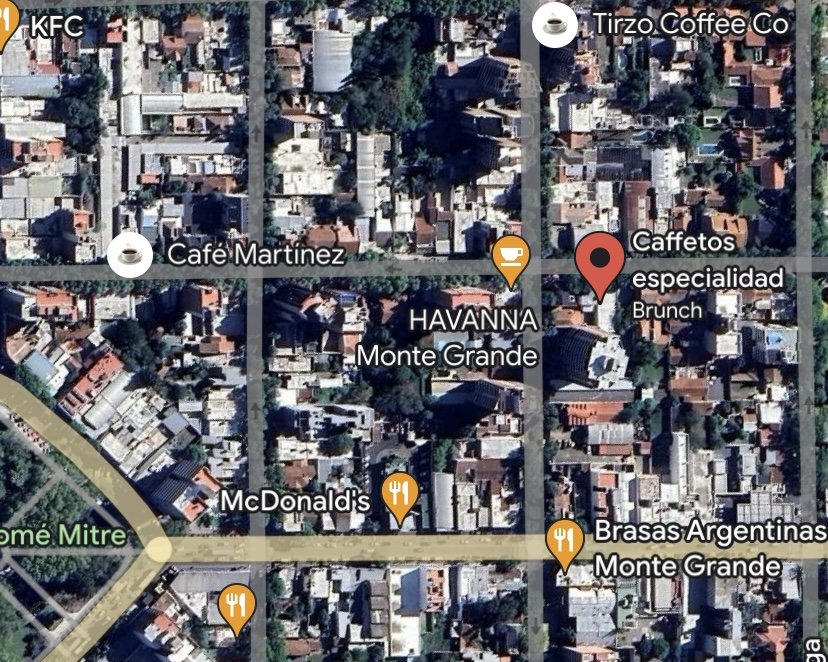 KFC
Tirzo Coffee Co
Café Martínez
Caffetos
especialidad
Brunch
HAVANNA
Monte Grande
McDonald's
omé Mitre
Brasas Argentinas
Monte Grande
ga